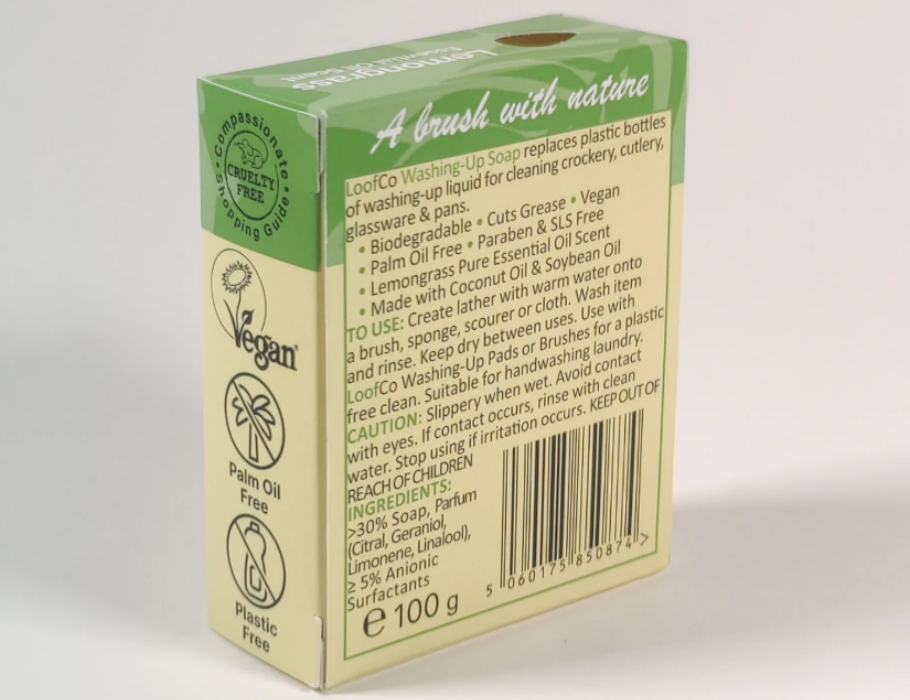 Lemongrass
Essential Oil Scent
A brush with nature
LoofCo Washing-Up Soap replaces plastic bottles
of washing-up liquid for cleaning crockery, cutlery,
glassware & pans.
• Biodegradable • Cuts Grease • Vegan
• Palm Oil Free • Paraben & SLS Free
• Lemongrass Pure Essential Oil Scent
• Made with Coconut Oil & Soybean Oil
TO USE: Create lather with warm water onto
a brush, sponge, scourer or cloth. Wash item
and rinse. Keep dry between uses. Use with
LoofCo Washing-Up Pads or Brushes for a plastic
free clean. Suitable for handwashing laundry.
CAUTION: Slippery when wet. Avoid contact
with eyes. If contact occurs, rinse with clean
water. Stop using if irritation occurs. KEEP OUT OF
REACH OF CHILDREN
INGREDIENTS:
>30% Soap, Parfum
(Citral, Geraniol,
Limonene, Linalool),
≥ 5% Anionic
Surfactants
e 100 g
5 060175 850874 >
Compassionate
• Shopping Guide •
CRUELTY
FREE
Vegan
Palm Oil
Free
Plastic
Free